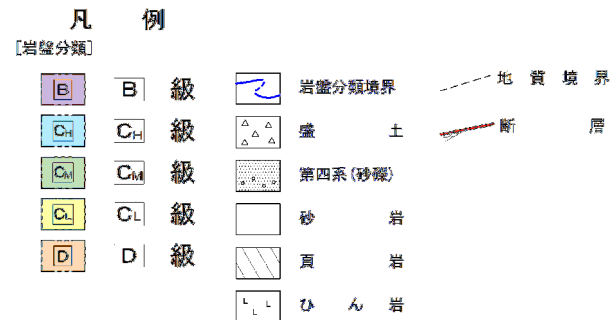 凡 例
[岩盤分類]
B B 級 岩盤分類境界 地質境界
CH CH 級 盛土 断層
CM CM 級 第四系(砂礫)
CL CL 級 砂岩
D D 級 頁岩
ひん岩